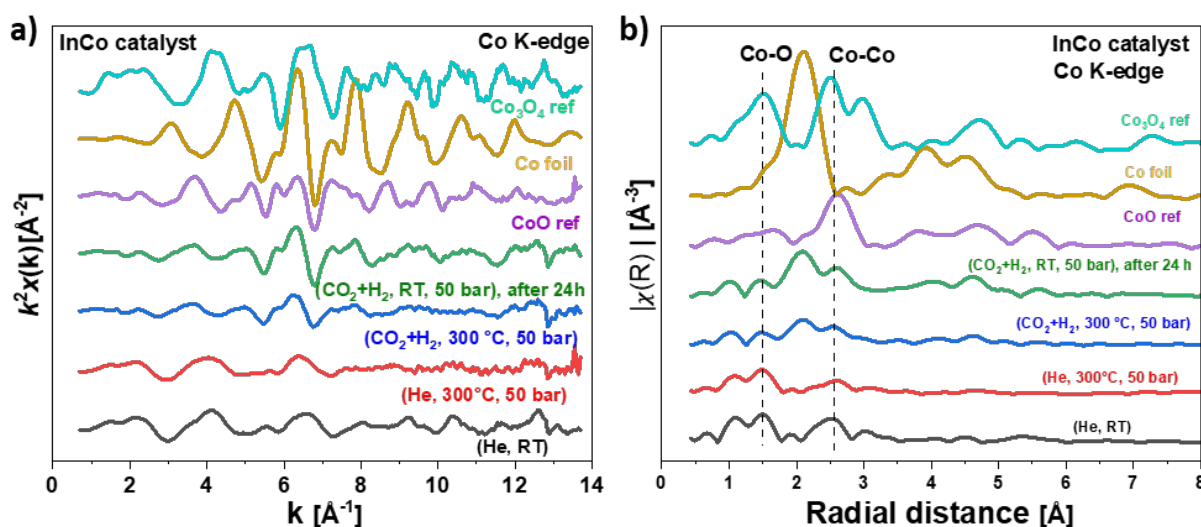 a)
InCo catalyst
Co K-edge
Co₃O₄ ref
Co foil
CoO ref
(CO₂+H₂, RT, 50 bar), after 24h
(CO₂+H₂, 300 °C, 50 bar)
(He, 300°C, 50 bar)
(He, RT)
k²x(k)[Å⁻²]
0 2 4 6 8 10 12 14
k [Å⁻¹]
b)
Co-O
Co-Co
InCo catalyst
Co K-edge
Co₃O₄ ref
Co foil
CoO ref
(CO₂+H₂, RT, 50 bar), after 24 h
(CO₂+H₂, 300 °C, 50 bar)
(He, 300°C, 50 bar)
(He, RT)
|χ(R) | [Å⁻³]
0 1 2 3 4 5 6 7 8
Radial distance [Å]